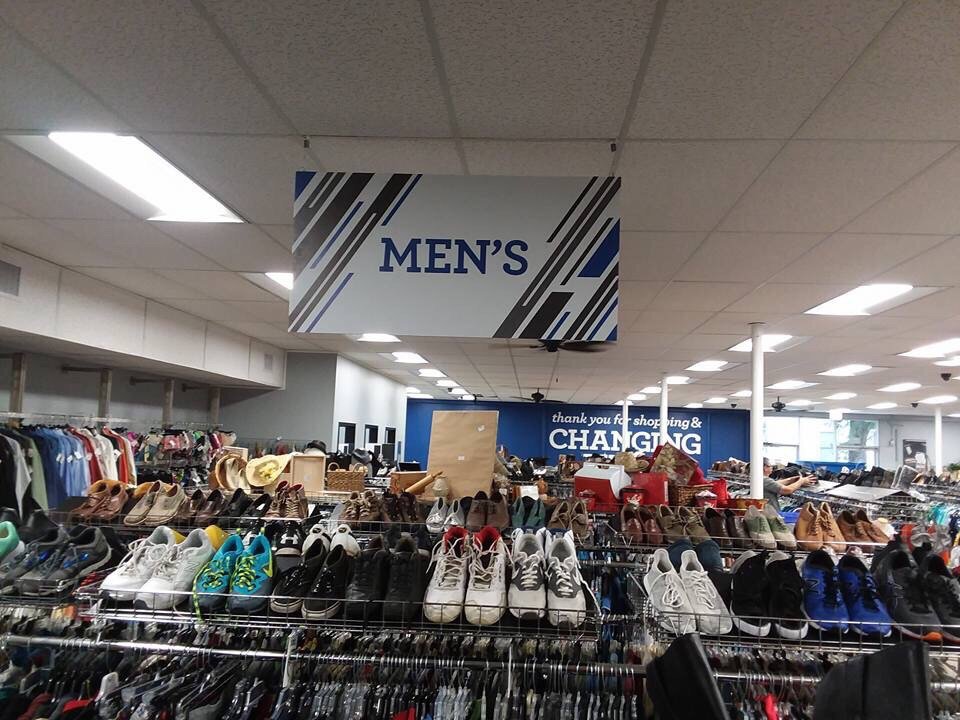 MEN'S
thank you for shopping &
CHANGING